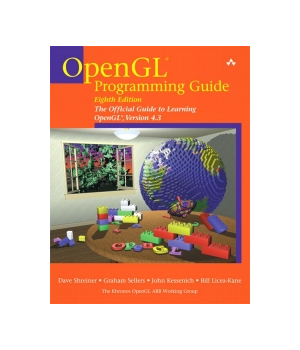 OpenGL®
Programming Guide
Eighth Edition
The Official Guide to Learning
OpenGL®, Version 4.3
Dave Shreiner • Graham Sellers • John Kessenich • Bill Licea-Kane
The Khronos OpenGL ARB Working Group